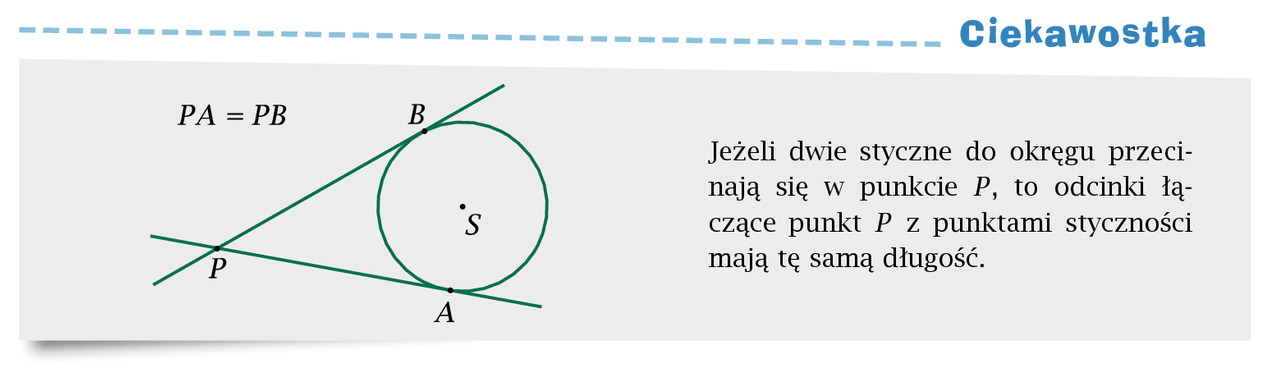 Ciekawostka
PA = PB
B
S
P
A
Jeżeli dwie styczne do okręgu przeci-
nają się w punkcie P, to odcinki łą-
czące punkt P z punktami styczności
mają tę samą długość.